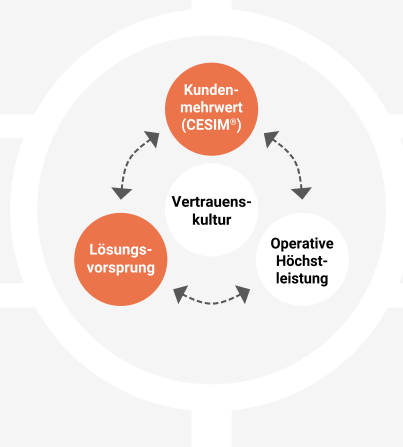 Kunden-
mehrwert
(CESIM®)
Vertrauens-
kultur
Lösungs-
vorsprung
Operative
Höchst-
leistung